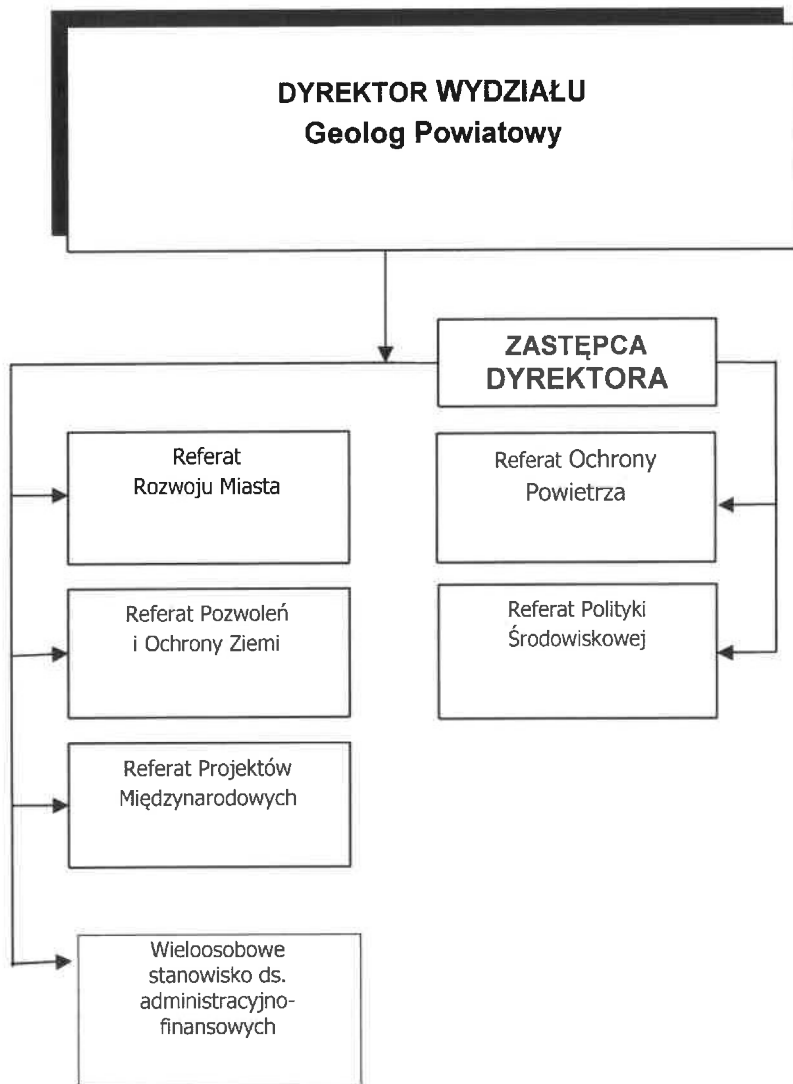 DYREKTOR WYDZIAŁU
Geolog Powiatowy
ZASTĘPCA
DYREKTORA
Referat
Rozwoju Miasta
Referat Ochrony
Powietrza
Referat Pozwoleń
i Ochrony Ziemi
Referat Polityki
Środowiskowej
Referat Projektów
Międzynarodowych
Wieloosobowe
stanowisko ds.
administracyjno-
finansowych